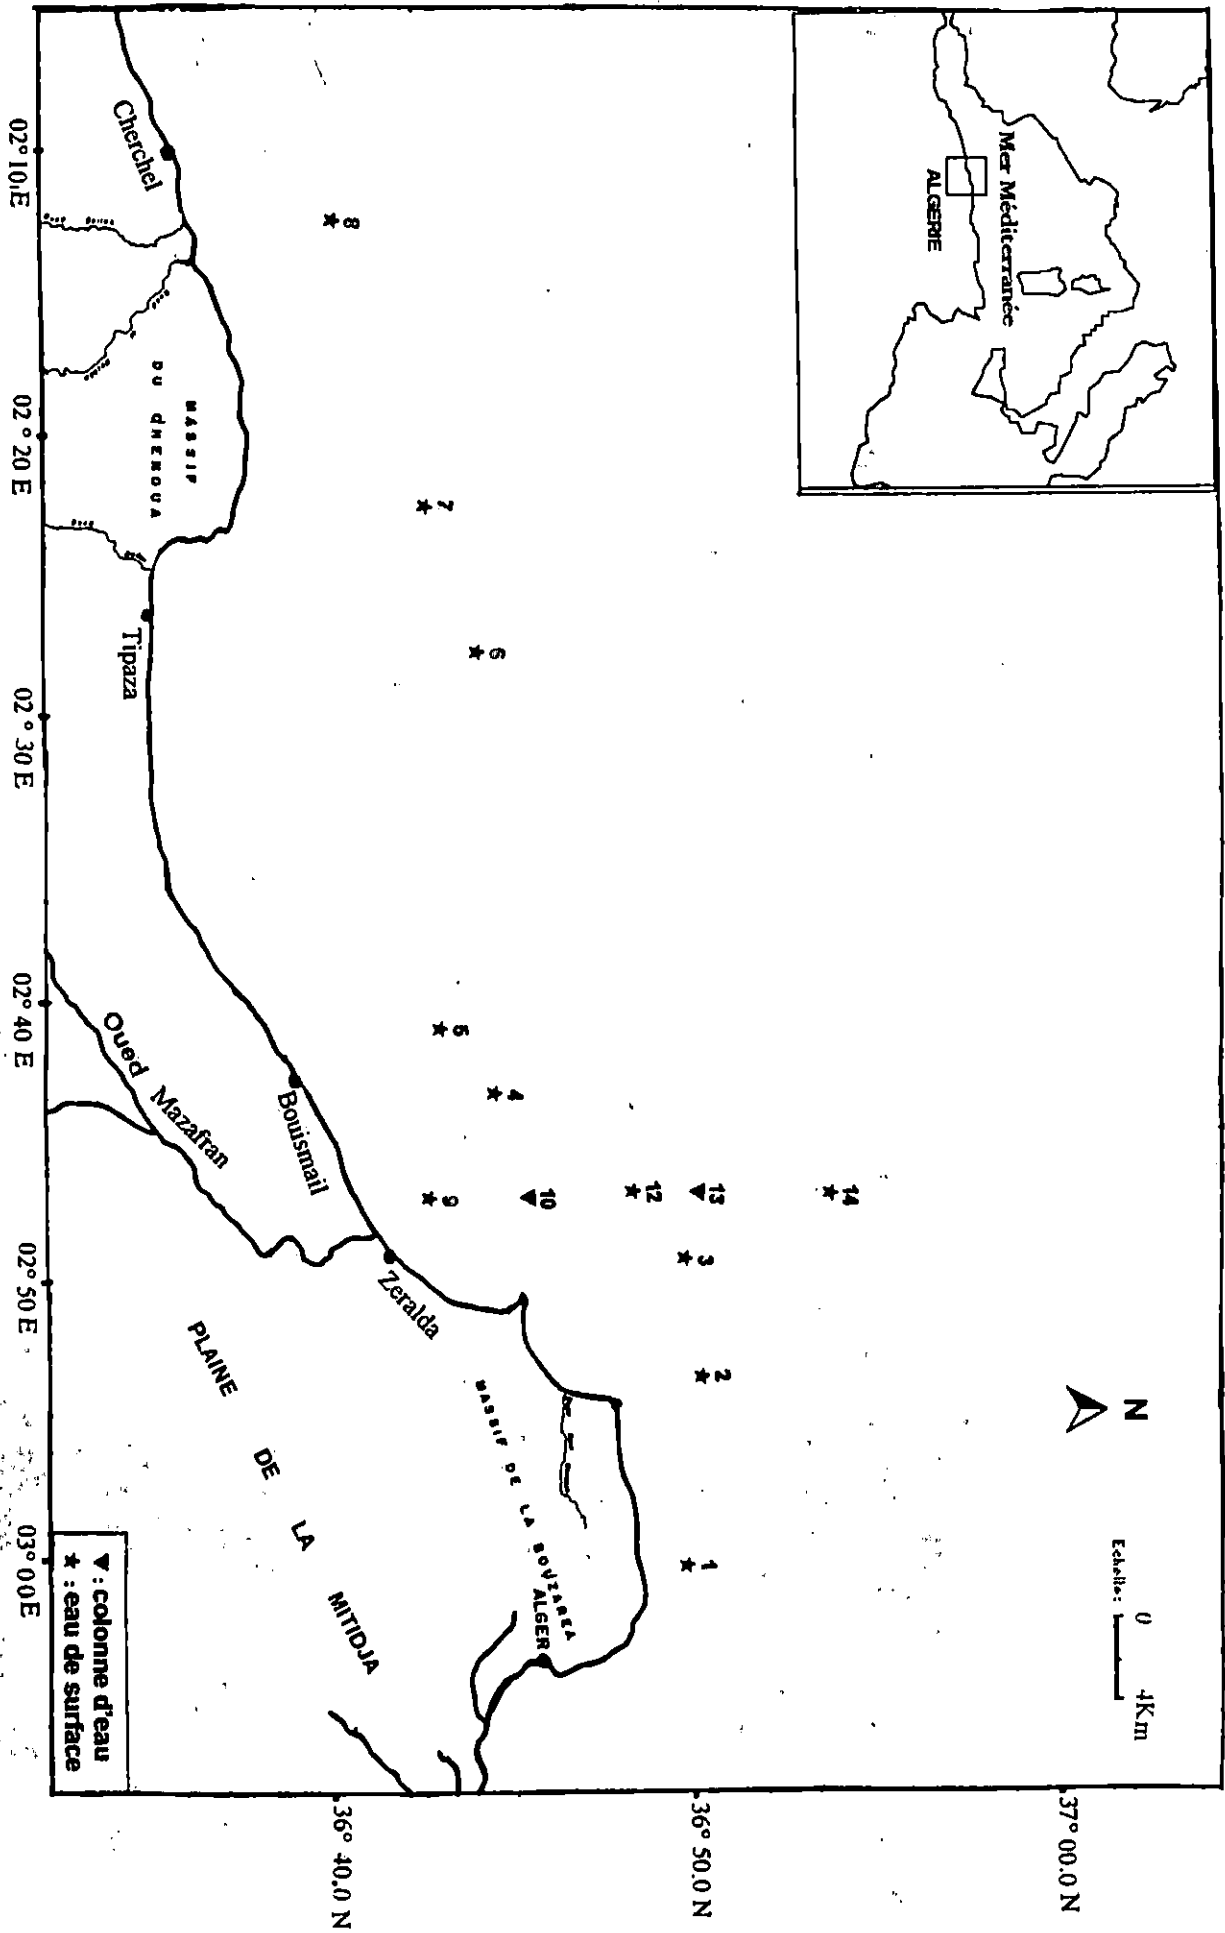 Mer Méditerranée
ALGERIE
N
Echelle: 0 4Km
37° 00.0 N
36° 50.0 N
36° 40.0 N
14
13
12
10
9
3
2
1
4
5
6
7
8
Cherchel
MASSIF
DU CHENOUA
Tipaza
Bouismail
Zeralda
Oued Mazafran
MASSIF DE LA BOUZAREA
ALGER
PLAINE DE LA MITIDJA
▼ : colonne d'eau
★ : eau de surface
02° 10'E
02° 20 E
02° 30 E
02° 40 E
02° 50 E
03° 00E